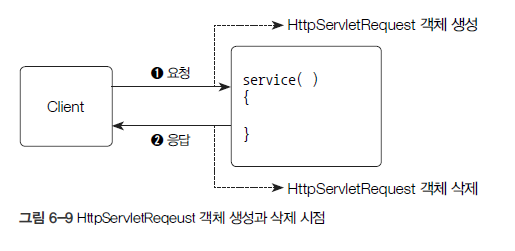 HttpServletRequest 객체 생성
❶ 요청
service( )
{
Client
}
❷ 응답
HttpServletRequest 객체 삭제
그림 6-9 HttpServletReqeust 객체 생성과 삭제 시점